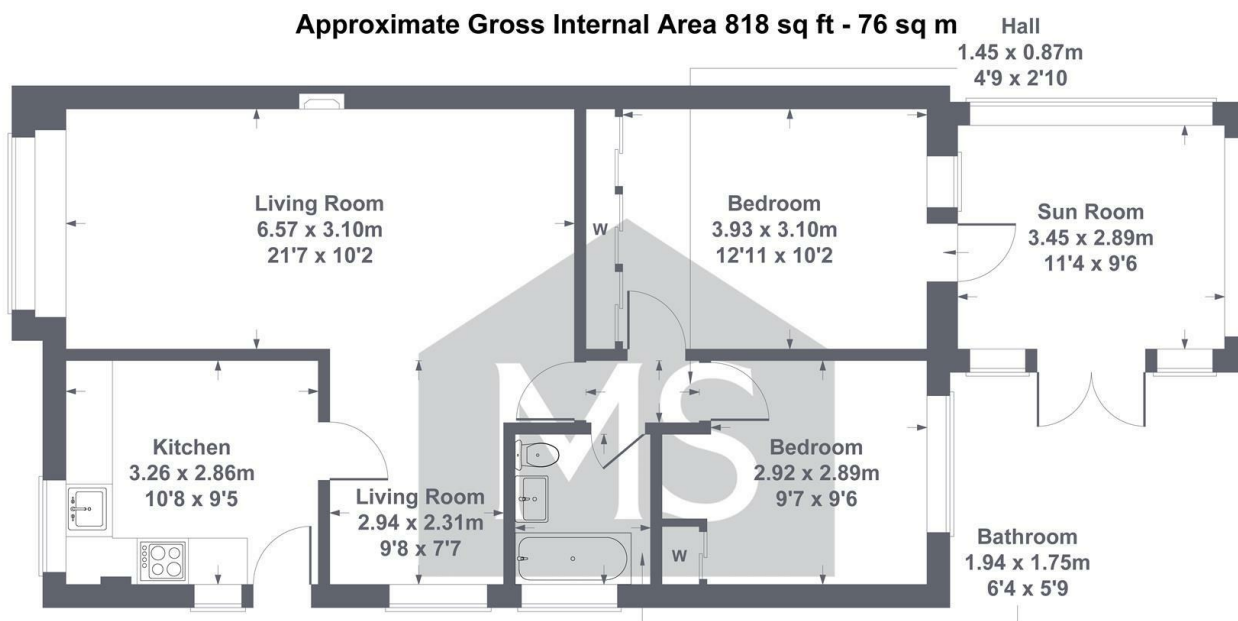 Approximate Gross Internal Area 818 sq ft - 76 sq m
Hall
1.45 x 0.87m
4'9 x 2'10
Living Room
6.57 x 3.10m
21'7 x 10'2
W
Bedroom
3.93 x 3.10m
12'11 x 10'2
Sun Room
3.45 x 2.89m
11'4 x 9'6
MS
Kitchen
3.26 x 2.86m
10'8 x 9'5
Living Room
2.94 x 2.31m
9'8 x 7'7
Bedroom
2.92 x 2.89m
9'7 x 9'6
W
Bathroom
1.94 x 1.75m
6'4 x 5'9